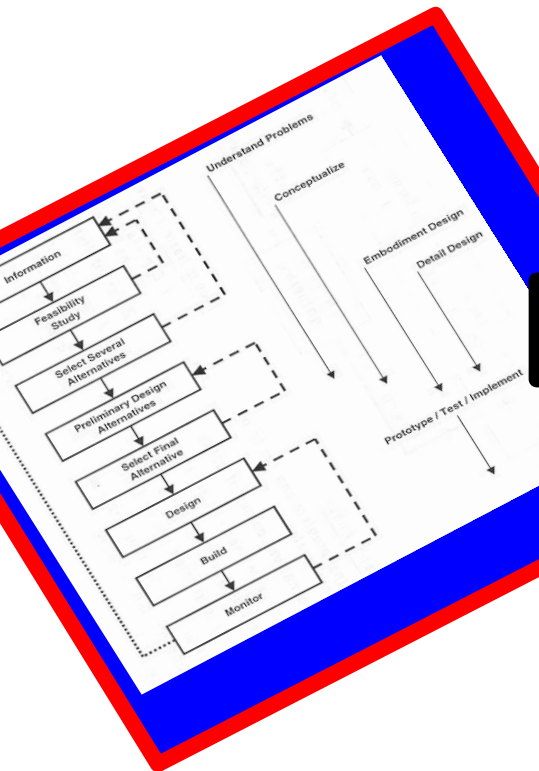 Understand Problems
Conceptualize
Embodiment Design
Detail Design
Prototype / Test / Implement
Information
Feasibility
Study
Select Several
Alternatives
Preliminary Design
Alternatives
Select Final
Alternative
Design
Build
Monitor